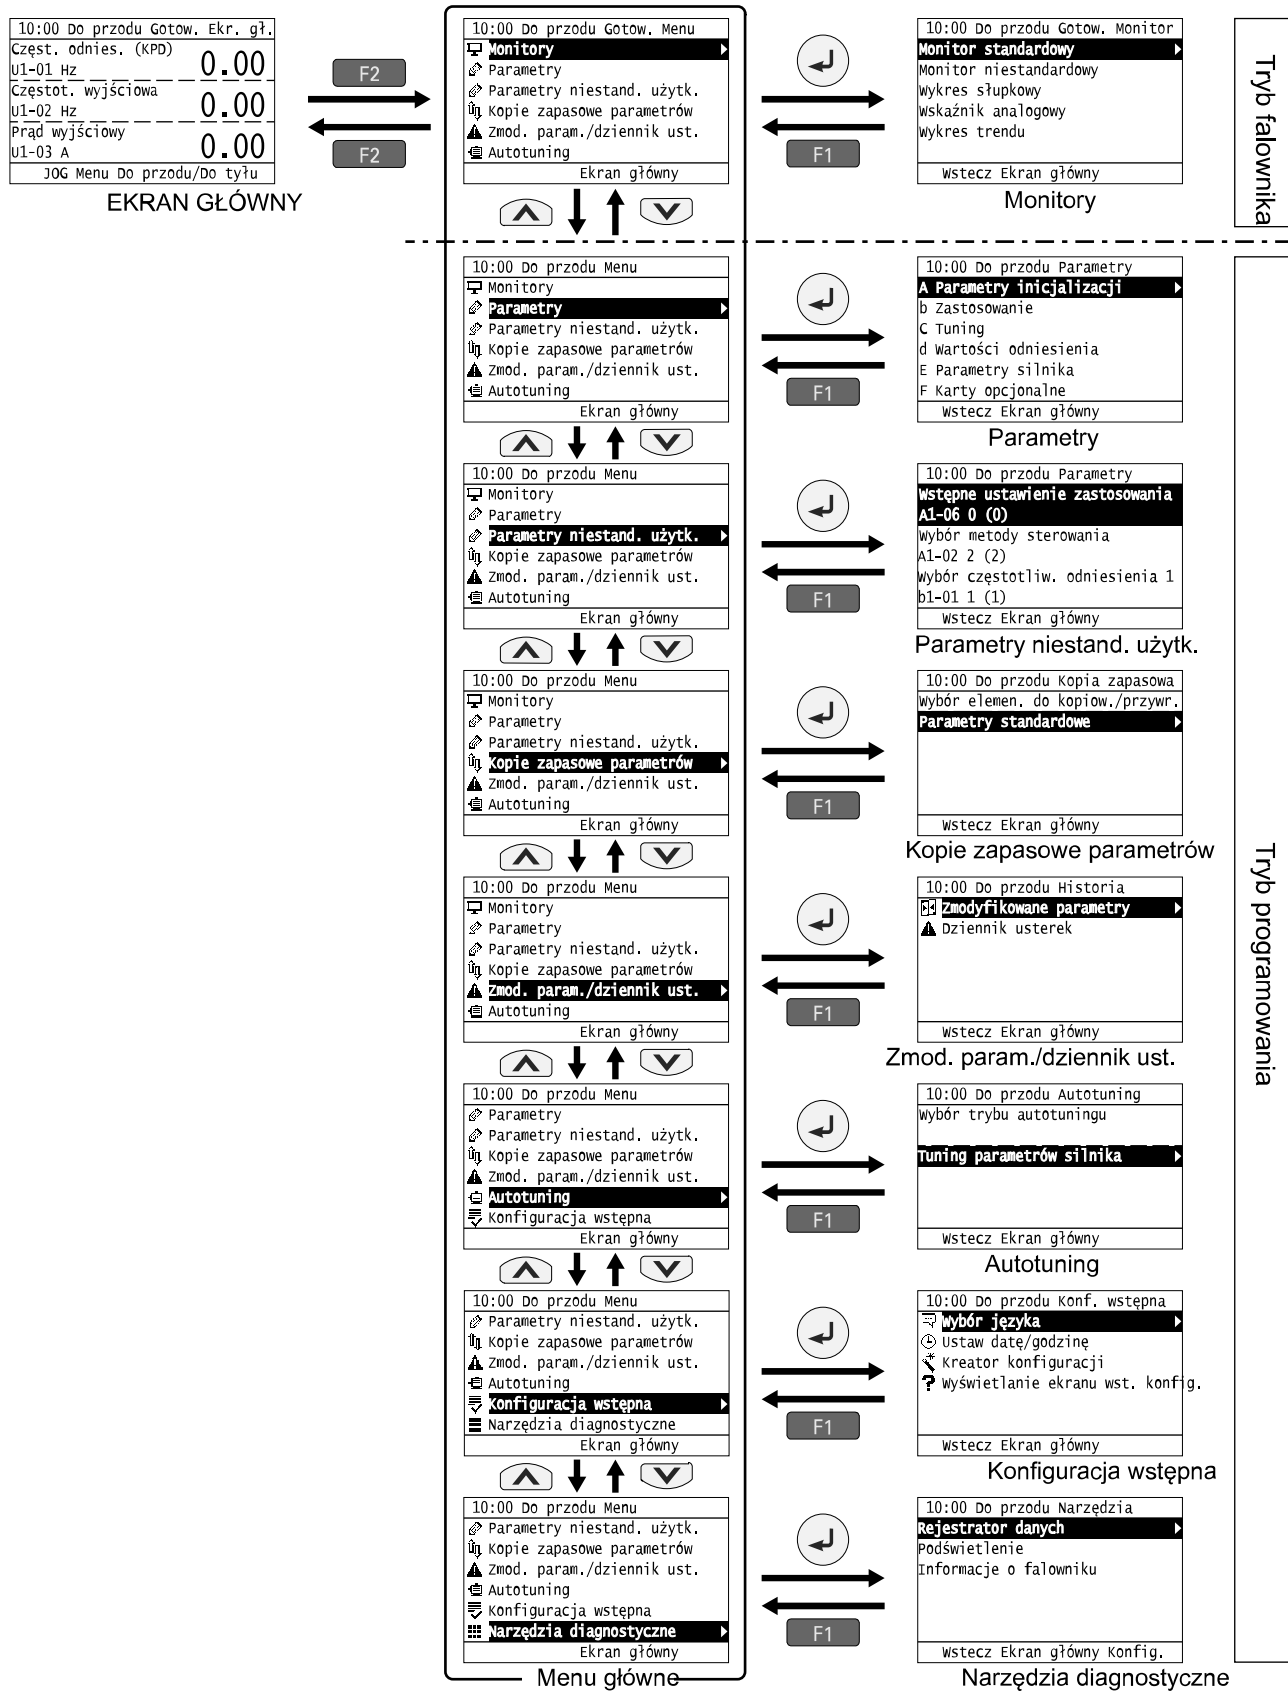 10:00 Do przodu Gotow. Ekr. gł.
Częst. odnies. (KPD)
U1-01 Hz 0.00
Częstot. wyjściowa
U1-02 Hz 0.00
Prąd wyjściowy
U1-03 A 0.00
JOG Menu Do przodu/Do tyłu
EKRAN GŁÓWNY
F2
F2
10:00 Do przodu Gotow. Menu
Monitory
Parametry
Parametry niestand. użytk.
Kopie zapasowe parametrów
Zmod. param./dziennik ust.
Autotuning
Ekran główny
F1
10:00 Do przodu Gotow. Monitor
Monitor standardowy
Monitor niestandardowy
Wykres słupkowy
Wskaźnik analogowy
Wykres trendu
Wstecz Ekran główny
Monitory
Tryb falownika
10:00 Do przodu Menu
Monitory
Parametry
Parametry niestand. użytk.
Kopie zapasowe parametrów
Zmod. param./dziennik ust.
Autotuning
Ekran główny
F1
10:00 Do przodu Parametry
A Parametry inicjalizacji
b Zastosowanie
C Tuning
d Wartości odniesienia
E Parametry silnika
F Karty opcjonalne
Wstecz Ekran główny
Parametry
10:00 Do przodu Menu
Monitory
Parametry
Parametry niestand. użytk.
Kopie zapasowe parametrów
Zmod. param./dziennik ust.
Autotuning
Ekran główny
F1
10:00 Do przodu Parametry
Wstępne ustawienie zastosowania
A1-06 0 (0)
Wybór metody sterowania
A1-02 2 (2)
Wybór częstotliw. odniesienia 1
b1-01 1 (1)
Wstecz Ekran główny
Parametry niestand. użytk.
10:00 Do przodu Menu
Monitory
Parametry
Parametry niestand. użytk.
Kopie zapasowe parametrów
Zmod. param./dziennik ust.
Autotuning
Ekran główny
F1
10:00 Do przodu Kopia zapasowa
Wybór elemen. do kopiow./przywr.
Parametry standardowe
Wstecz Ekran główny
Kopie zapasowe parametrów
Tryb programowania
10:00 Do przodu Menu
Monitory
Parametry
Parametry niestand. użytk.
Kopie zapasowe parametrów
Zmod. param./dziennik ust.
Autotuning
Ekran główny
F1
10:00 Do przodu Historia
Zmodyfikowane parametry
Dziennik usterek
Wstecz Ekran główny
Zmod. param./dziennik ust.
10:00 Do przodu Menu
Parametry
Parametry niestand. użytk.
Kopie zapasowe parametrów
Zmod. param./dziennik ust.
Autotuning
Konfiguracja wstępna
Ekran główny
F1
10:00 Do przodu Autotuning
Wybór trybu autotuningu
Tuning parametrów silnika
Wstecz Ekran główny
Autotuning
10:00 Do przodu Menu
Parametry niestand. użytk.
Kopie zapasowe parametrów
Zmod. param./dziennik ust.
Autotuning
Konfiguracja wstępna
Narzędzia diagnostyczne
Ekran główny
F1
10:00 Do przodu Konf. wstępna
Wybór języka
Ustaw datę/godzinę
Kreator konfiguracji
Wyświetlanie ekranu wst. konfig.
Wstecz Ekran główny
Konfiguracja wstępna
10:00 Do przodu Menu
Parametry niestand. użytk.
Kopie zapasowe parametrów
Zmod. param./dziennik ust.
Autotuning
Konfiguracja wstępna
Narzędzia diagnostyczne
Ekran główny
Menu główne
F1
10:00 Do przodu Narzędzia
Rejestrator danych
Podświetlenie
Informacje o falowniku
Wstecz Ekran główny Konfig.
Narzędzia diagnostyczne